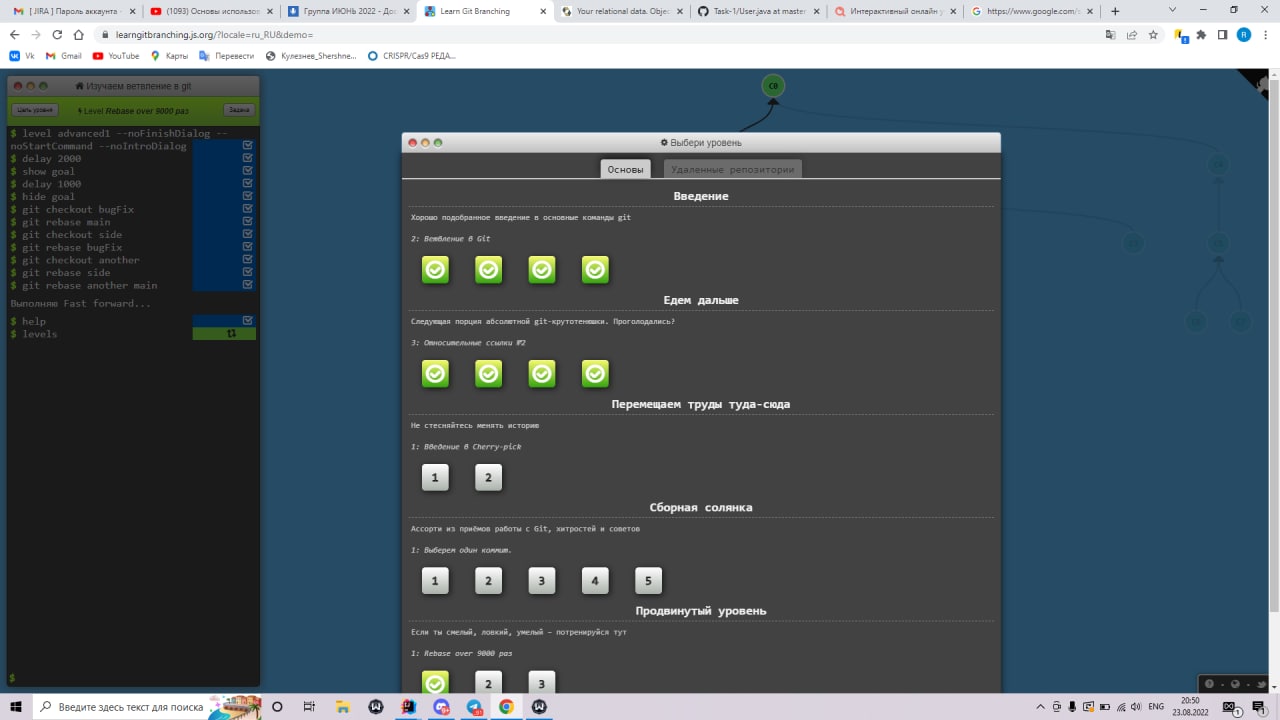 [ JIRA ] Пароль аккаунта -
(1093) Основы использов
Группа ИЮНЬ 2022 - Дос
Learn Git Branching
Your relational data. Objec
Task-1/User.java at master
Интерактивный онлайн у
https://www.google.com/s
learngitbranching.js.org/?locale=ru_RU&demo=
R
Vk
Gmail
YouTube
Карты
Перевести
Кулезнев_Shershne...
CRISPR/Cas9 РЕДА...
Изучаем ветвление в git
Цель уровня
Level Rebase over 9000 раз
Задача
$ level advanced1 --noFinishDialog --
noStartCommand --noIntroDialog
$ delay 2000
$ show goal
$ delay 1000
$ hide goal
$ git checkout bugFix
$ git rebase main
$ git checkout side
$ git rebase bugFix
$ git checkout another
$ git rebase side
$ git rebase another main
Выполняю Fast forward...
$ help
$ levels
$
C0
Выбери уровень
Основы
Удаленные репозитории
Введение
Хорошо подобранное введение в основные команды git
2: Ветвление в Git
Едем дальше
Следующая порция абсолютной git-крутотенюшки. Проголодались?
3: Относительные ссылки №2
Перемещаем труды туда-сюда
Не стесняйтесь менять историю
1: Введение в Cherry-pick
1 2
Сборная солянка
Ассорти из приёмов работы с Git, хитростей и советов
1: Выберем один коммит.
1 2 3 4 5
Продвинутый уровень
Если ты смелый, ловкий, умелый – потренируйся тут
1: Rebase over 9000 раз
2 3
Введите здесь текст для поиска
ENG
20:50
23.08.2022